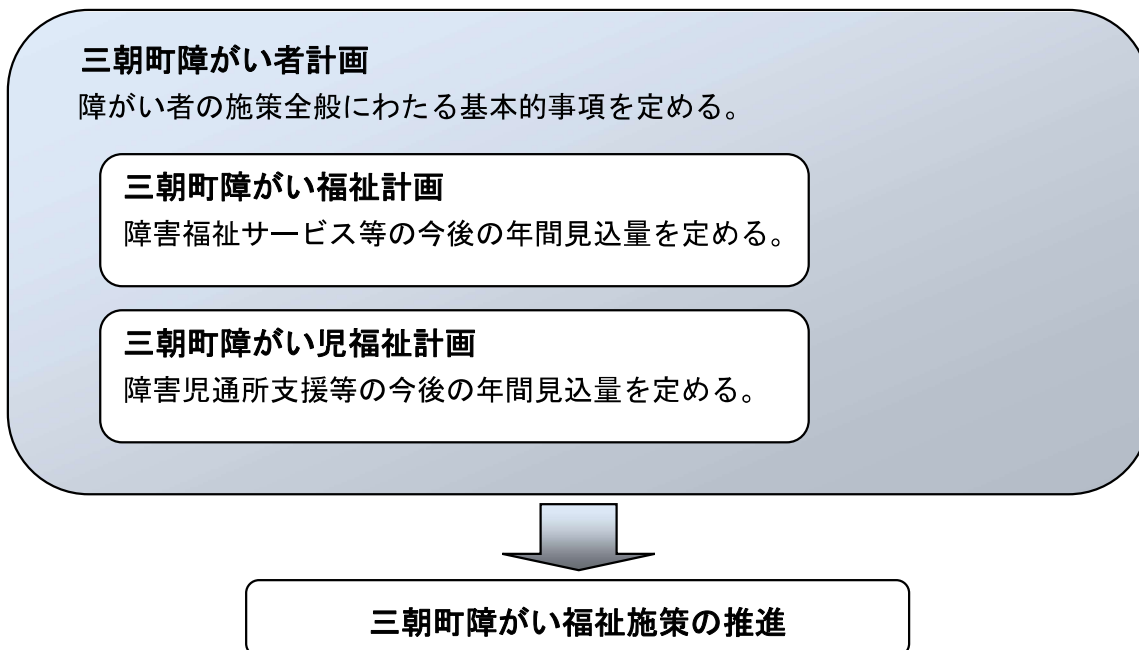 三朝町障がい者計画
障がい者の施策全般にわたる基本的事項を定める。
三朝町障がい福祉計画
障害福祉サービス等の今後の年間見込量を定める。
三朝町障がい児福祉計画
障害児通所支援等の今後の年間見込量を定める。
三朝町障がい福祉施策の推進